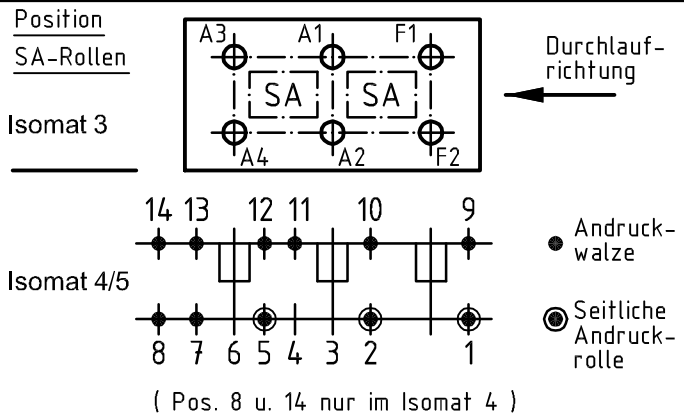 Position
SA-Rollen
Isomat 3
A3 A1 F1
SA SA
A4 A2 F2
Durchlauf-
richtung
14 13 12 11 10 9
Isomat 4/5
8 7 6 5 4 3 2 1
Andruck-
walze
Seitliche
Andruck-
rolle
( Pos. 8 u. 14 nur im Isomat 4 )